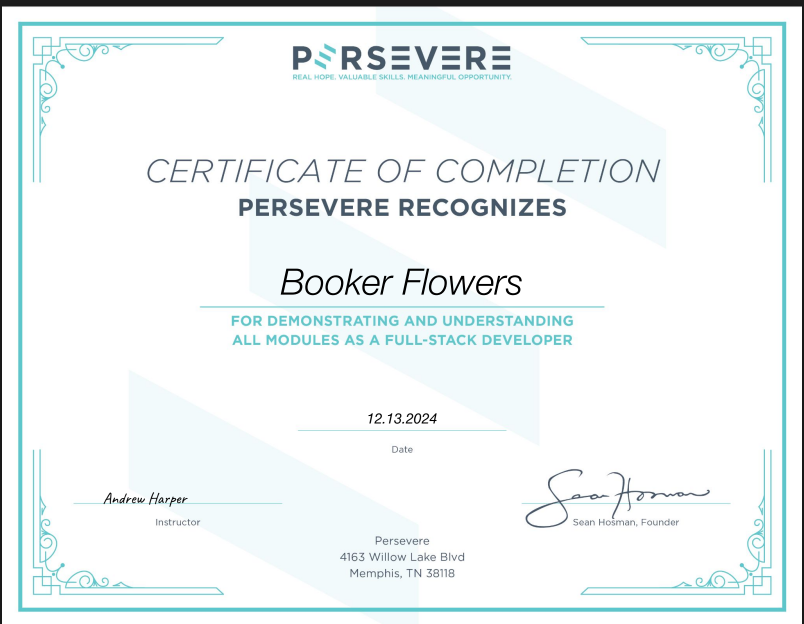 PERSEVERE
REAL HOPE. VALUABLE SKILLS. MEANINGFUL OPPORTUNITY.
CERTIFICATE OF COMPLETION
PERSEVERE RECOGNIZES
Booker Flowers
FOR DEMONSTRATING AND UNDERSTANDING
ALL MODULES AS A FULL-STACK DEVELOPER
12.13.2024
Date
Andrew Harper
Instructor
Sean Hosman
Sean Hosman, Founder
Persevere
4163 Willow Lake Blvd
Memphis, TN 38118